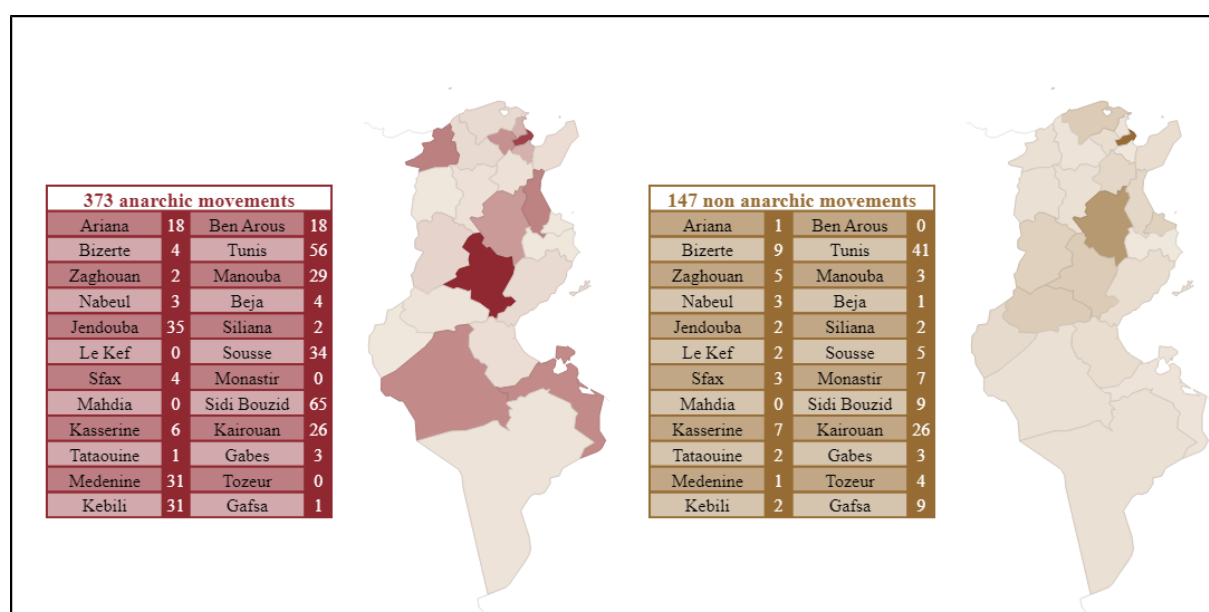 373 anarchic movements
Ariana 18 Ben Arous 18
Bizerte 4 Tunis 56
Zaghouan 2 Manouba 29
Nabeul 3 Beja 4
Jendouba 35 Siliana 2
Le Kef 0 Sousse 34
Sfax 4 Monastir 0
Mahdia 0 Sidi Bouzid 65
Kasserine 6 Kairouan 26
Tataouine 1 Gabes 3
Medenine 31 Tozeur 0
Kebili 31 Gafsa 1
147 non anarchic movements
Ariana 1 Ben Arous 0
Bizerte 9 Tunis 41
Zaghouan 5 Manouba 3
Nabeul 3 Beja 1
Jendouba 2 Siliana 2
Le Kef 2 Sousse 5
Sfax 3 Monastir 7
Mahdia 0 Sidi Bouzid 9
Kasserine 7 Kairouan 26
Tataouine 2 Gabes 3
Medenine 1 Tozeur 4
Kebili 2 Gafsa 9